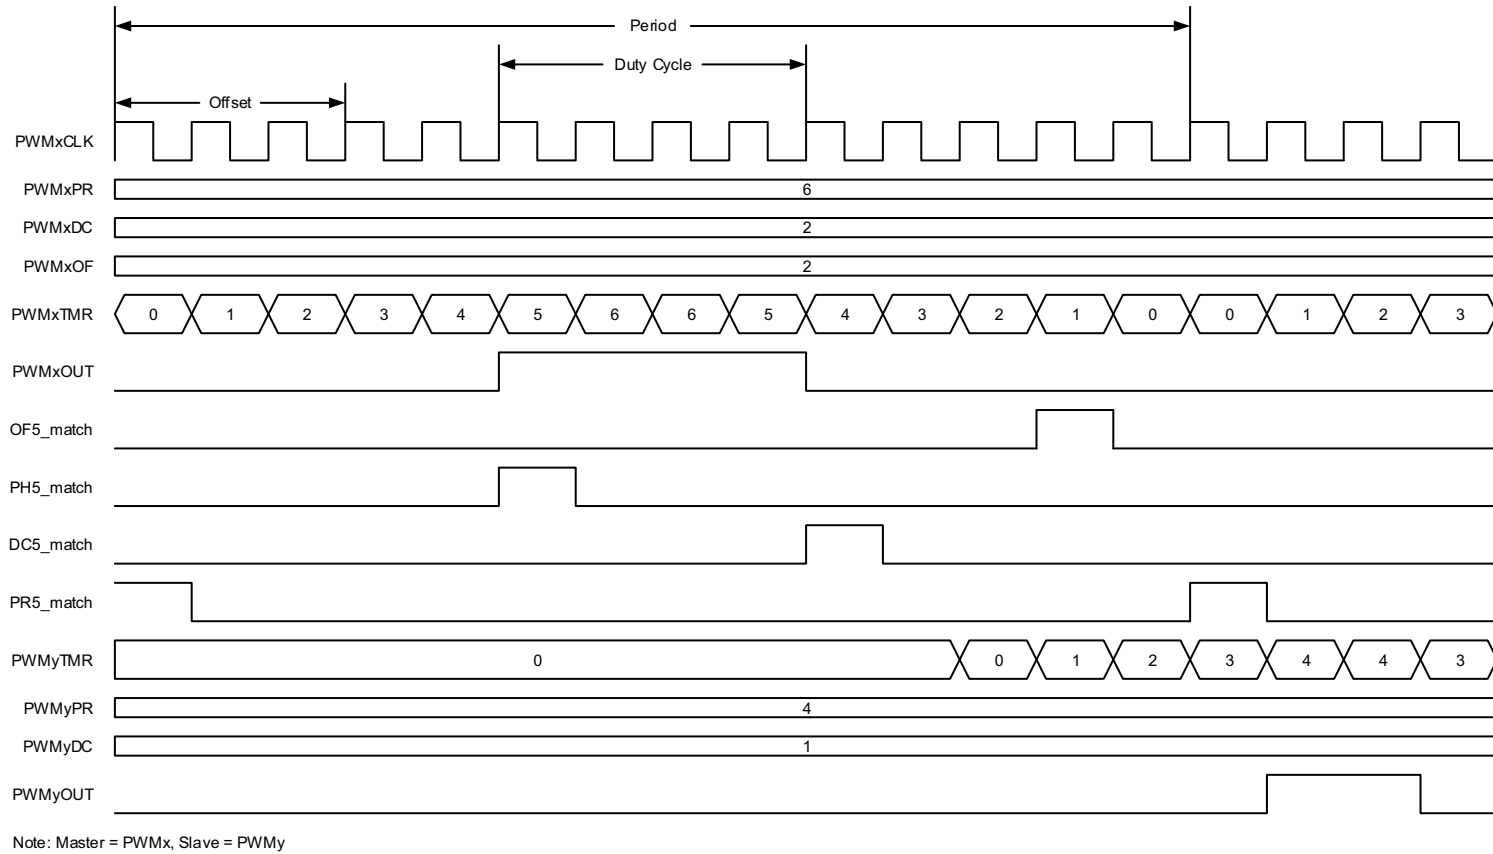 Period
Duty Cycle
Offset
PWMxCLK
PWMxPR 6
PWMxDC 2
PWMxOF 2
PWMxTMR 0 1 2 3 4 5 6 6 5 4 3 2 1 0 0 1 2 3
PWMxOUT
OF5_match
PH5_match
DC5_match
PR5_match
PWMyTMR 0 0 1 2 3 4 4 3
PWMyPR 4
PWMyDC 1
PWMyOUT
Note: Master = PWMx, Slave = PWMy